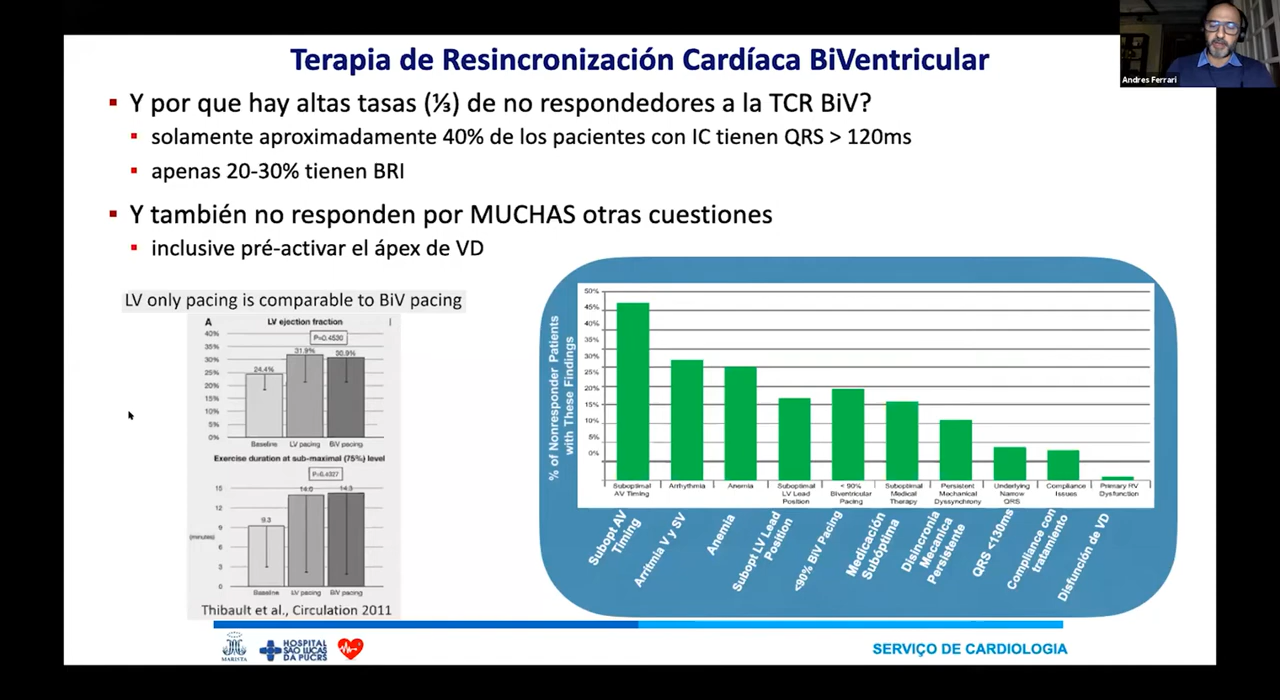 Terapia de Resincronización Cardíaca BiVentricular
Andres Ferrari
▪ Y por que hay altas tasas (⅓) de no respondedores a la TCR BiV?
▪ solamente aproximadamente 40% de los pacientes con IC tienen QRS > 120ms
▪ apenas 20-30% tienen BRI
▪ Y también no responden por MUCHAS otras cuestiones
▪ inclusive pré-activar el ápex de VD
LV only pacing is comparable to BiV pacing
A
LV ejection fraction
P=0.4530
40%
35%
30%
25%
20%
15%
10%
5%
0%
24.4%
31.9%
30.9%
Baseline
LV pacing
BiV pacing
Exercise duration at sub-maximal (75%) level
15
12
9
6
3
0
(minutes)
9.3
14.0
14.3
Baseline
LV pacing
BiV pacing
Thibault et al., Circulation 2011
% of Nonresponder Patients
with These Findings
50%
45%
40%
35%
30%
25%
20%
15%
10%
5%
0%
Suboptimal
AV Timing
Arrhythmia
Anemia
Suboptimal
LV Lead
Position
< 90%
Biventricular
Pacing
Suboptimal
Medical
Therapy
Persistent
Mechanical
Dyssynchrony
Underlying
Narrow
QRS
Compliance
Issues
Primary RV
Dysfunction
Subopt AV
Timing
Arritmia V y SV
Anemia
Subopt LV Lead
Position
<90% BiV Pacing
Medicación
Subóptima
Disincronia
Mecanica
Persistente
QRS <130ms
Compliance con
tratamiento
Disfunción de VD
MARISTA
HOSPITAL
SÃO LUCAS
DA PUCRS
SERVIÇO DE CARDIOLOGIA